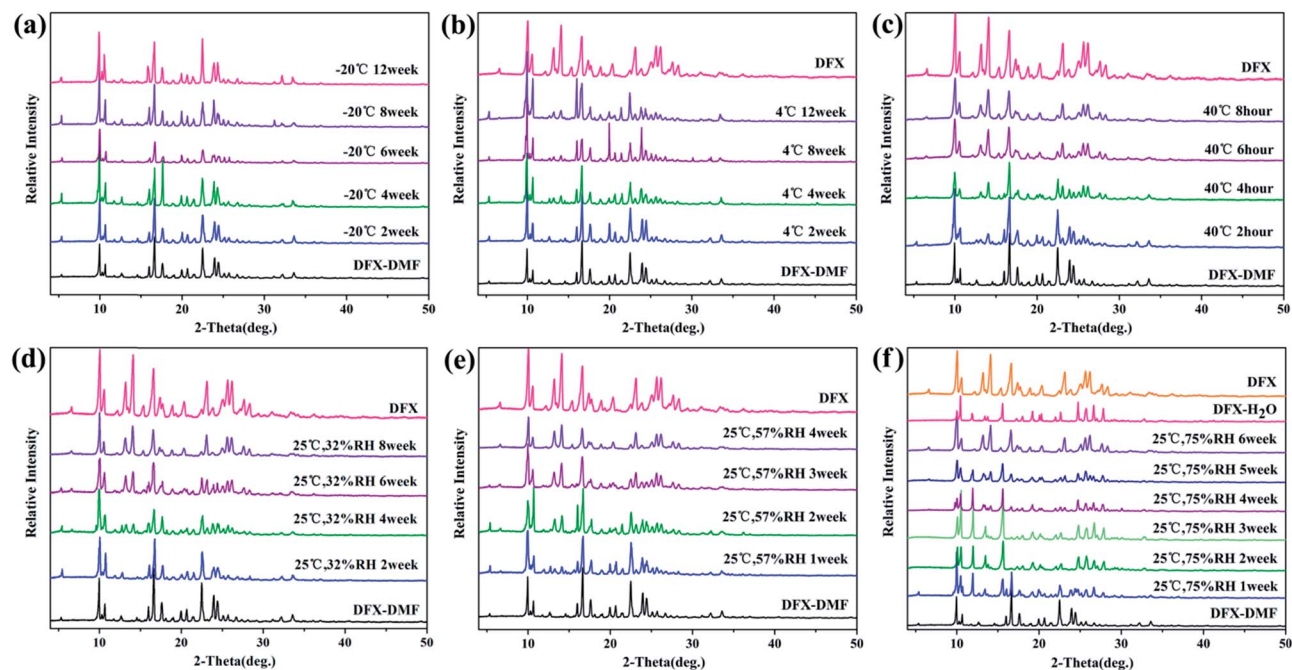 (a)
-20℃ 12week
-20℃ 8week
-20℃ 6week
-20℃ 4week
-20℃ 2week
DFX-DMF
Relative Intensity
10 20 30 40 50
2-Theta(deg.)
(b)
DFX
4℃ 12week
4℃ 8week
4℃ 4week
4℃ 2week
DFX-DMF
Relative Intensity
10 20 30 40 50
2-Theta(deg.)
(c)
DFX
40℃ 8hour
40℃ 6hour
40℃ 4hour
40℃ 2hour
DFX-DMF
Relative Intensity
10 20 30 40 50
2-Theta(deg.)
(d)
DFX
25℃,32%RH 8week
25℃,32%RH 6week
25℃,32%RH 4week
25℃,32%RH 2week
DFX-DMF
Relative Intensity
10 20 30 40 50
2-Theta(deg.)
(e)
DFX
25℃,57%RH 4week
25℃,57%RH 3week
25℃,57%RH 2week
25℃,57%RH 1week
DFX-DMF
Relative Intensity
10 20 30 40 50
2-Theta(deg.)
(f)
DFX
DFX-H₂O
25℃,75%RH 6week
25℃,75%RH 5week
25℃,75%RH 4week
25℃,75%RH 3week
25℃,75%RH 2week
25℃,75%RH 1week
DFX-DMF
Relative Intensity
10 20 30 40 50
2-Theta(deg.)